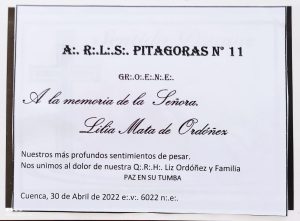 A:. R:.L:.S:. PITAGORAS N° 11
GR:.O:.E:.N:.E:.
A la memoria de la Señora.
Lilia Mata de Ordóñez
Nuestros más profundos sentimientos de pesar.
Nos unimos al dolor de nuestra Q:.R:.H:. Liz Ordóñez y Familia
PAZ EN SU TUMBA
Cuenca, 30 de Abril de 2022 e:.v:. 6022 n:.e:.